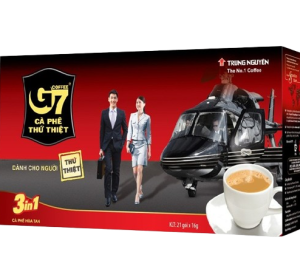 TRUNG NGUYÊN
The No.1 Coffee
COFFEE
G7
CÀ PHÊ
THỨ THIỆT
DÀNH CHO NGƯỜI
THỨ
THIỆT
3in1
CÀ PHÊ HÒA TAN